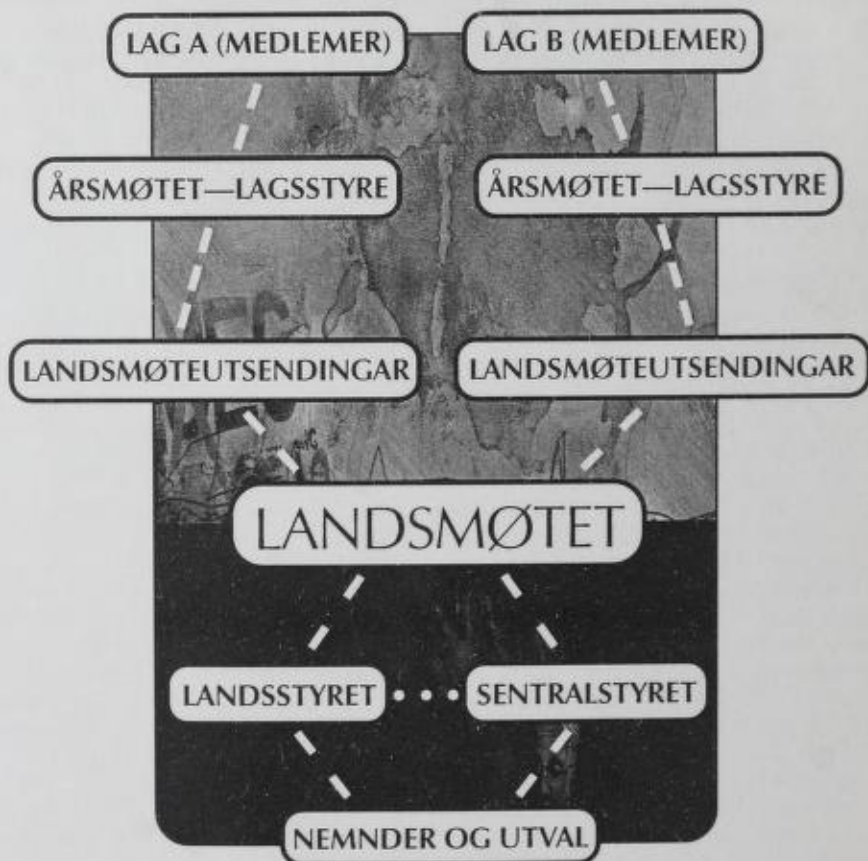 LAG A (MEDLEMER)
LAG B (MEDLEMER)
ÅRSMØTET—LAGSSTYRE
ÅRSMØTET—LAGSSTYRE
LANDSMØTEUTSENDINGAR
LANDSMØTEUTSENDINGAR
LANDSMØTET
LANDSSTYRET
SENTRALSTYRET
NEMNDER OG UTVAL